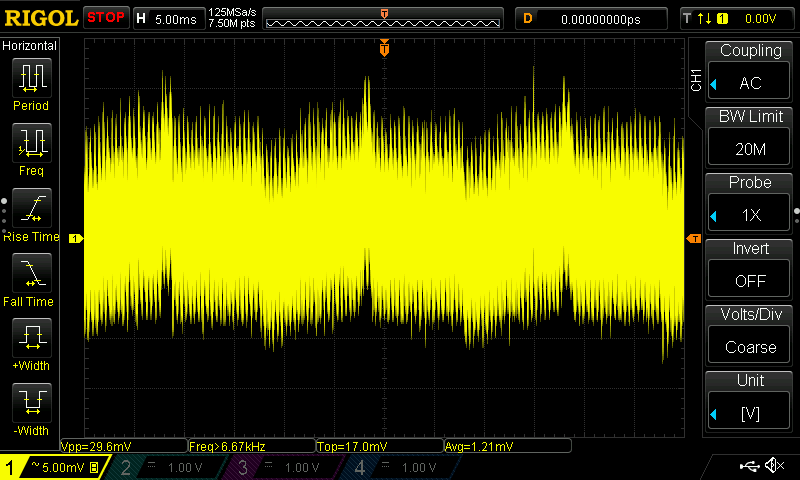 RIGOL STOP H 5.00ms 125MSa/s D 0.00000000ps T 1 0.00V
7.50M pts
T
Horizontal
Period
Freq
Rise Time
Fall Time
+Width
-Width
T
1
T
CH1
Coupling
AC
BW Limit
20M
Probe
1X
Invert
OFF
Volts/Div
Coarse
Unit
[V]
Vpp=29.6mV Freq>6.67kHz Top=17.0mV Avg=1.21mV
1 ~ 5.00mV B 2 1.00 V 3 1.00 V 4 1.00 V